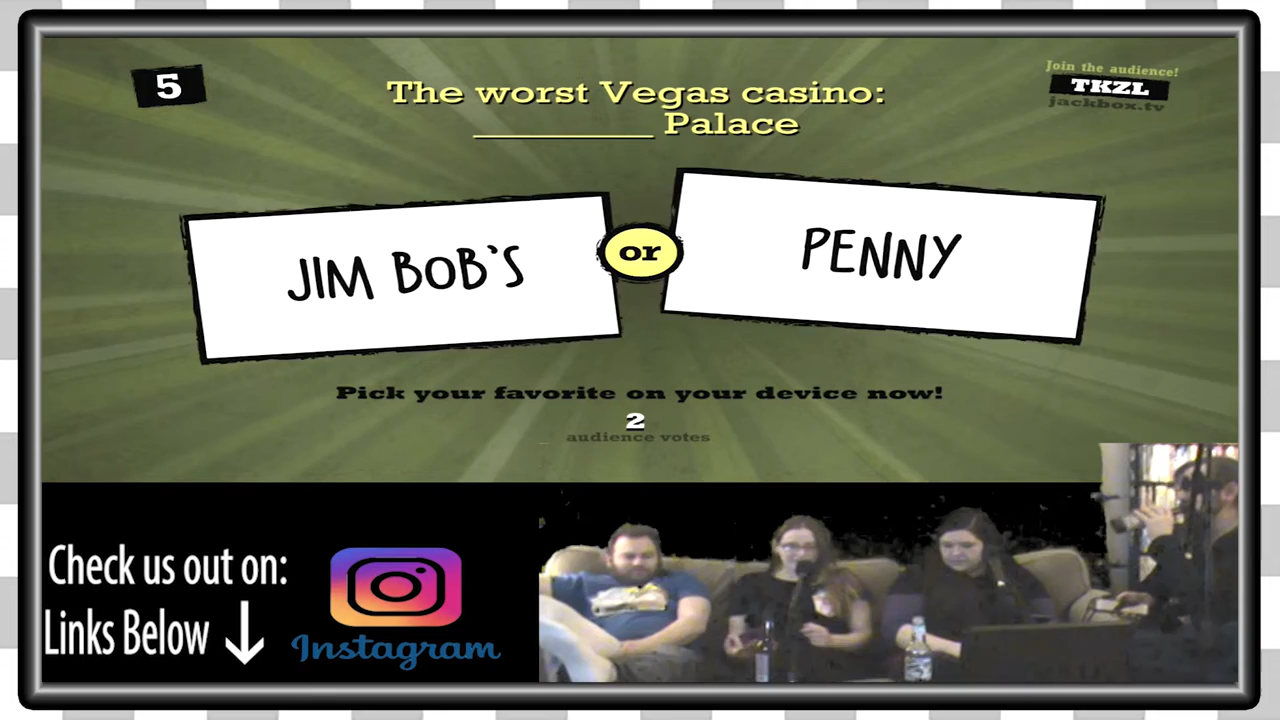 5
The worst Vegas casino:
_________ Palace
Join the audience!
TKZL
jackbox.tv
JIM BOB'S
or
PENNY
Pick your favorite on your device now!
2
audience votes
Check us out on:
Links Below
Instagram